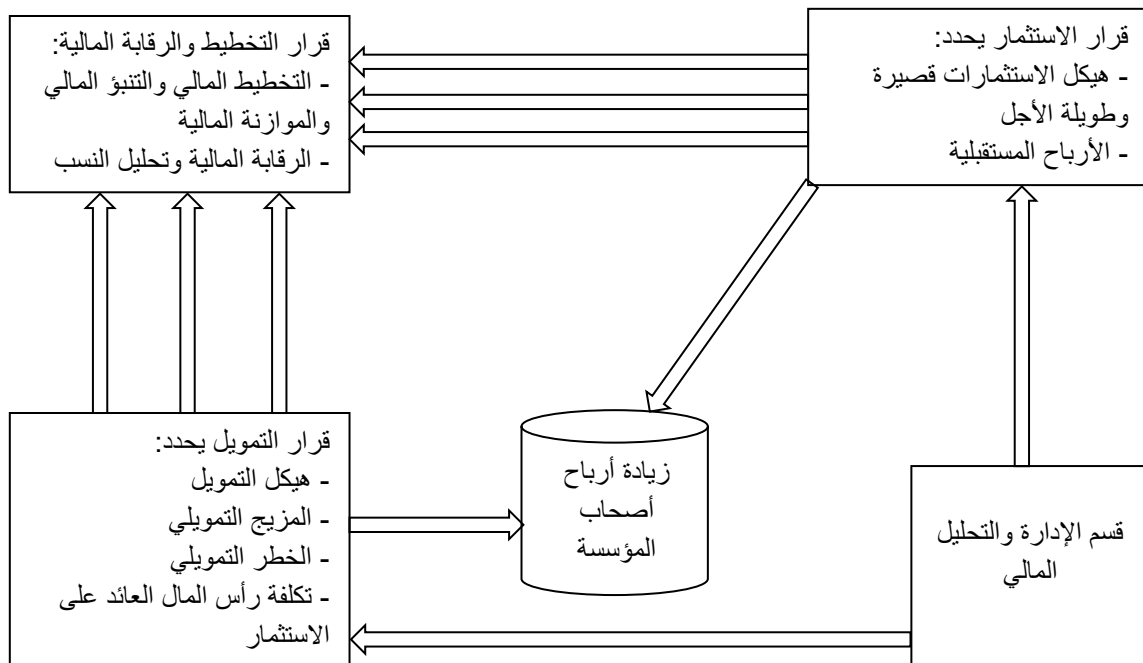 قرار الاستثمار يحدد:
- هيكل الاستثمارات قصيرة
وطويلة الأجل
- الأرباح المستقبلية
قرار التخطيط والرقابة المالية:
- التخطيط المالي والتنبؤ المالي
والموازنة المالية
- الرقابة المالية وتحليل النسب
قسم الإدارة والتحليل
المالي
زيادة أرباح
أصحاب
المؤسسة
قرار التمويل يحدد:
- هيكل التمويل
- المزيج التمويلي
- الخطر التمويلي
- تكلفة رأس المال العائد على
الاستثمار